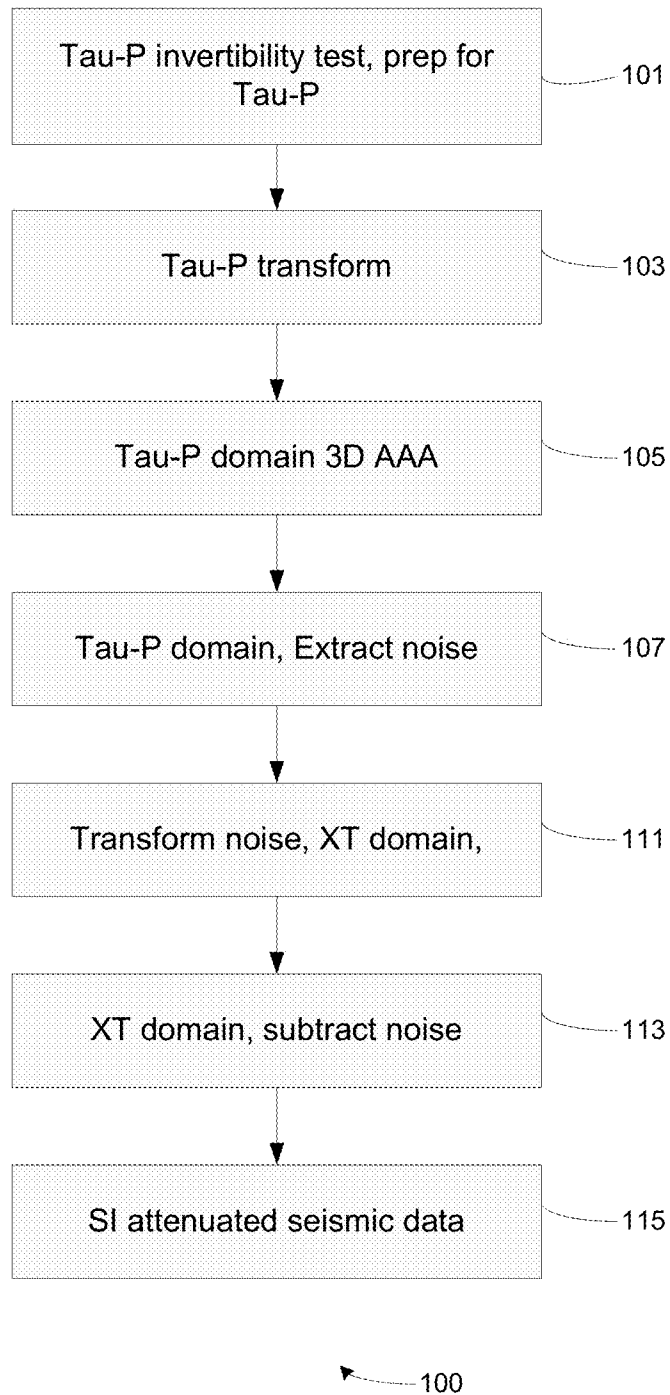 Tau-P invertibility test, prep for
Tau-P
101
Tau-P transform
103
Tau-P domain 3D AAA
105
Tau-P domain, Extract noise
107
Transform noise, XT domain,
111
XT domain, subtract noise
113
SI attenuated seismic data
115
100